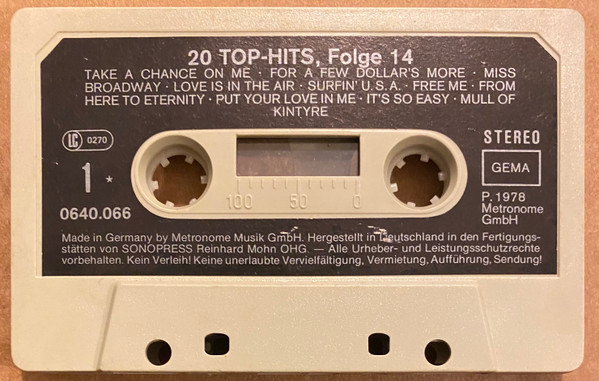 20 TOP-HITS, Folge 14
TAKE A CHANCE ON ME · FOR A FEW DOLLAR'S MORE · MISS
BROADWAY · LOVE IS IN THE AIR · SURFIN' U.S.A. · FREE ME · FROM
HERE TO ETERNITY · PUT YOUR LOVE IN ME · IT'S SO EASY · MULL OF
KINTYRE
LC 0270
STEREO
1 *
GEMA
0640.066
100 50 0
P. 1978
Metronome
GmbH
Made in Germany by Metronome Musik GmbH. Hergestellt in Deutschland in den Fertigungs-
stätten von SONOPRESS Reinhard Mohn OHG. — Alle Urheber- und Leistungsschutzrechte
vorbehalten. Kein Verleih! Keine unerlaubte Vervielfältigung, Vermietung, Aufführung, Sendung!